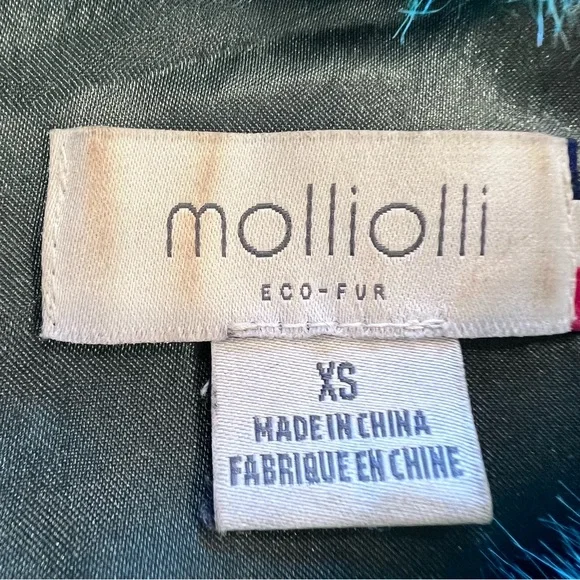 molliolli
ECO-FUR
XS
MADE IN CHINA
FABRIQUE EN CHINE